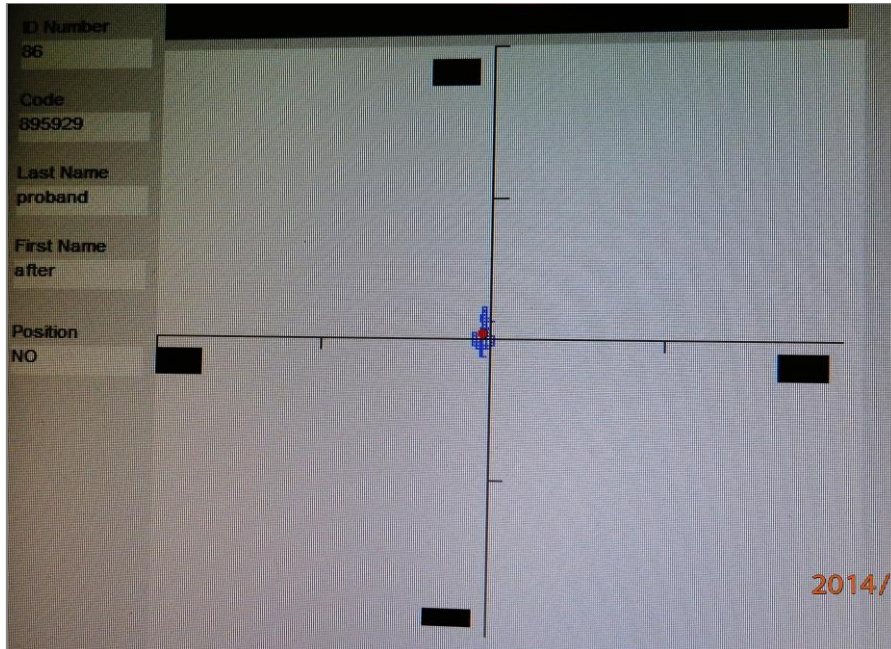 ID Number
86
Code
895929
Last Name
proband
First Name
after
Position
NO
2014/